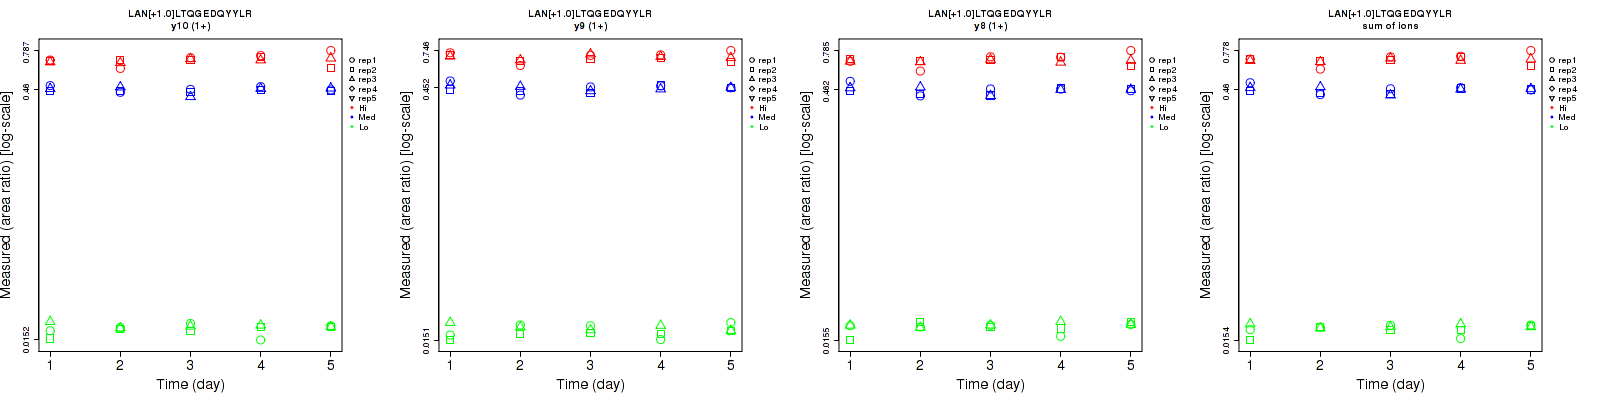 LAN[+1.0]LTQGEDQYYLR
y10 (1+)
Measured (area ratio) [log-scale]
0.787
0.48
0.0152
1 2 3 4 5
Time (day)
rep1
rep2
rep3
rep4
rep5
Hi
Med
Lo
LAN[+1.0]LTQGEDQYYLR
y9 (1+)
Measured (area ratio) [log-scale]
0.746
0.452
0.0151
1 2 3 4 5
Time (day)
rep1
rep2
rep3
rep4
rep5
Hi
Med
Lo
LAN[+1.0]LTQGEDQYYLR
y8 (1+)
Measured (area ratio) [log-scale]
0.785
0.482
0.0155
1 2 3 4 5
Time (day)
rep1
rep2
rep3
rep4
rep5
Hi
Med
Lo
LAN[+1.0]LTQGEDQYYLR
sum of ions
Measured (area ratio) [log-scale]
0.778
0.46
0.0154
1 2 3 4 5
Time (day)
rep1
rep2
rep3
rep4
rep5
Hi
Med
Lo